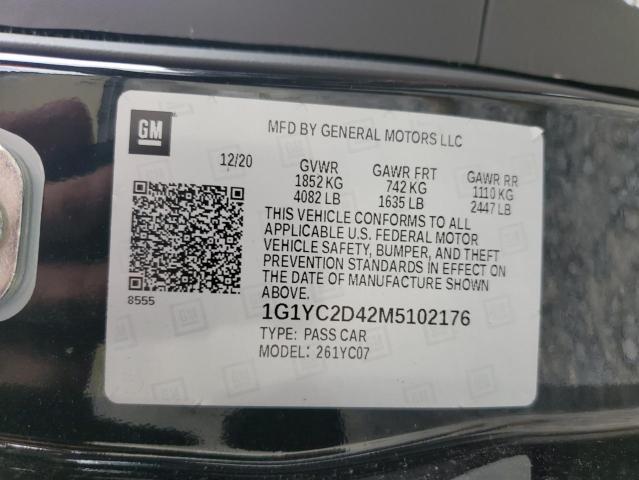 GM
MFD BY GENERAL MOTORS LLC
12/20 GVWR GAWR FRT GAWR RR
1852 KG 742 KG 1110 KG
4082 LB 1635 LB 2447 LB
THIS VEHICLE CONFORMS TO ALL
APPLICABLE U.S. FEDERAL MOTOR
VEHICLE SAFETY, BUMPER, AND THEFT
PREVENTION STANDARDS IN EFFECT ON
THE DATE OF MANUFACTURE SHOWN
ABOVE.
8555
1G1YC2D42M5102176
TYPE: PASS CAR
MODEL: 261YC07